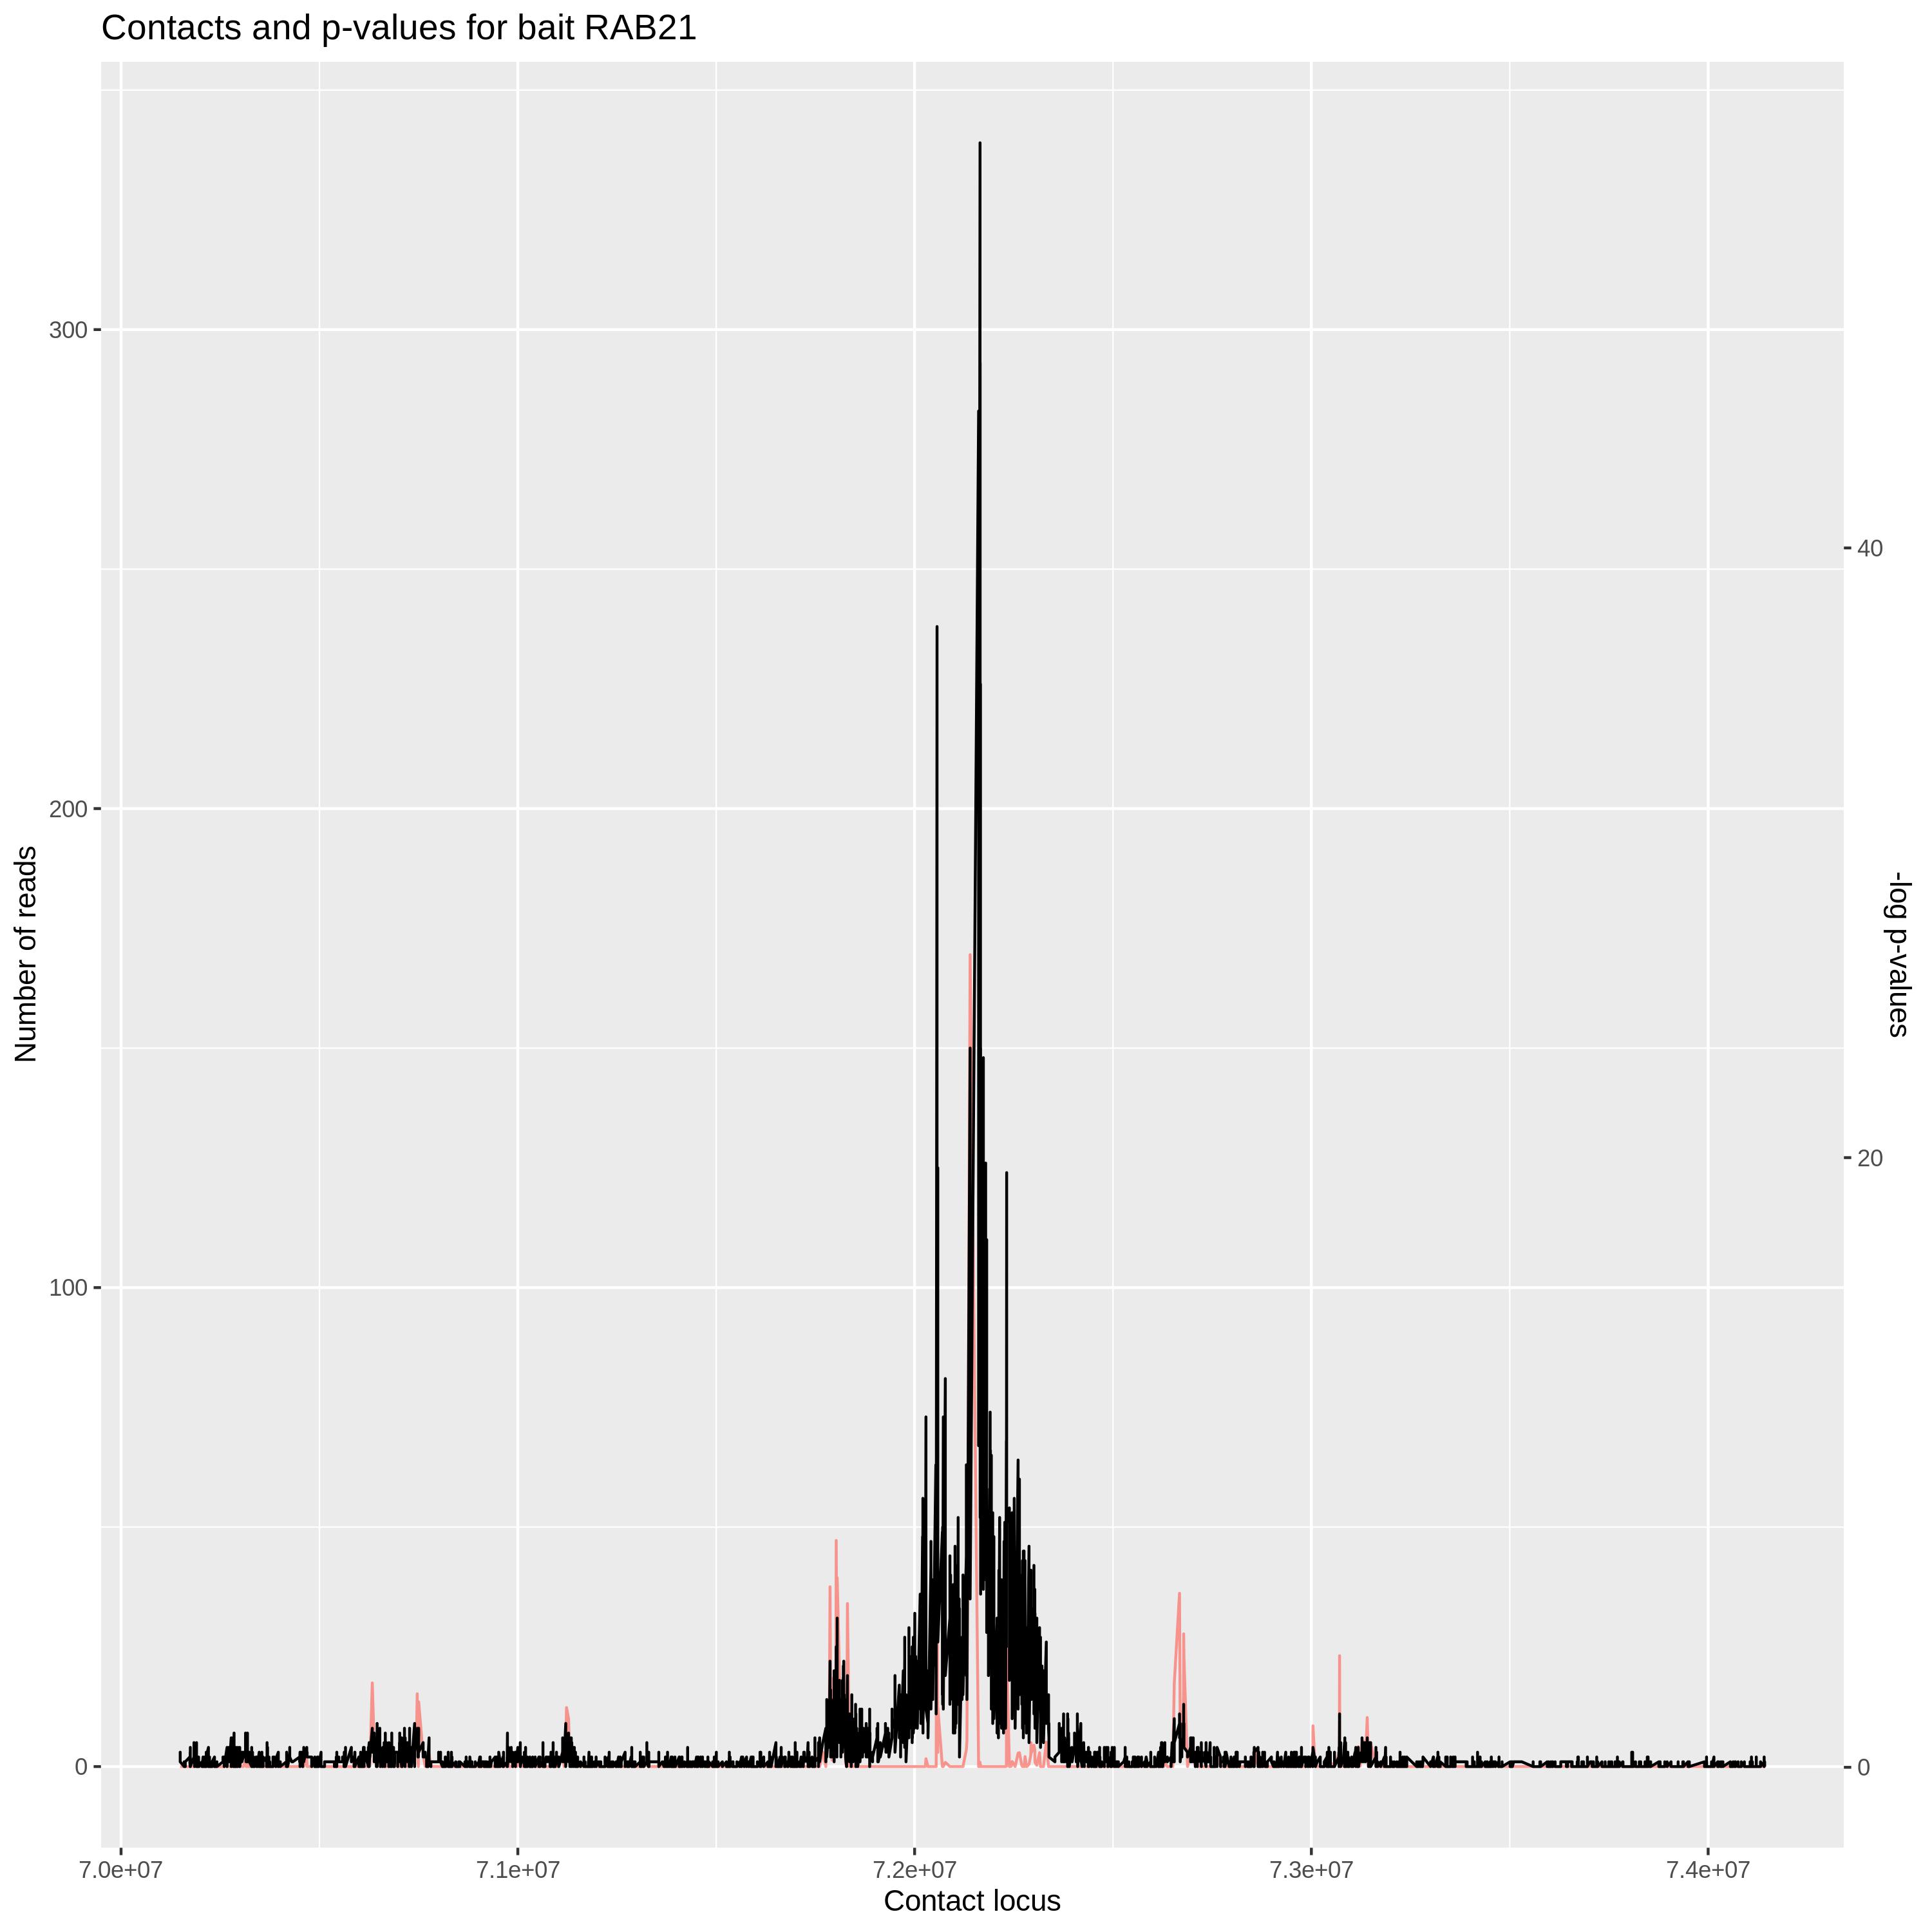 Contacts and p-values for bait RAB21
300
200
100
0
Number of reads
40
20
0
-log p-values
7.0e+07 7.1e+07 7.2e+07 7.3e+07 7.4e+07
Contact locus